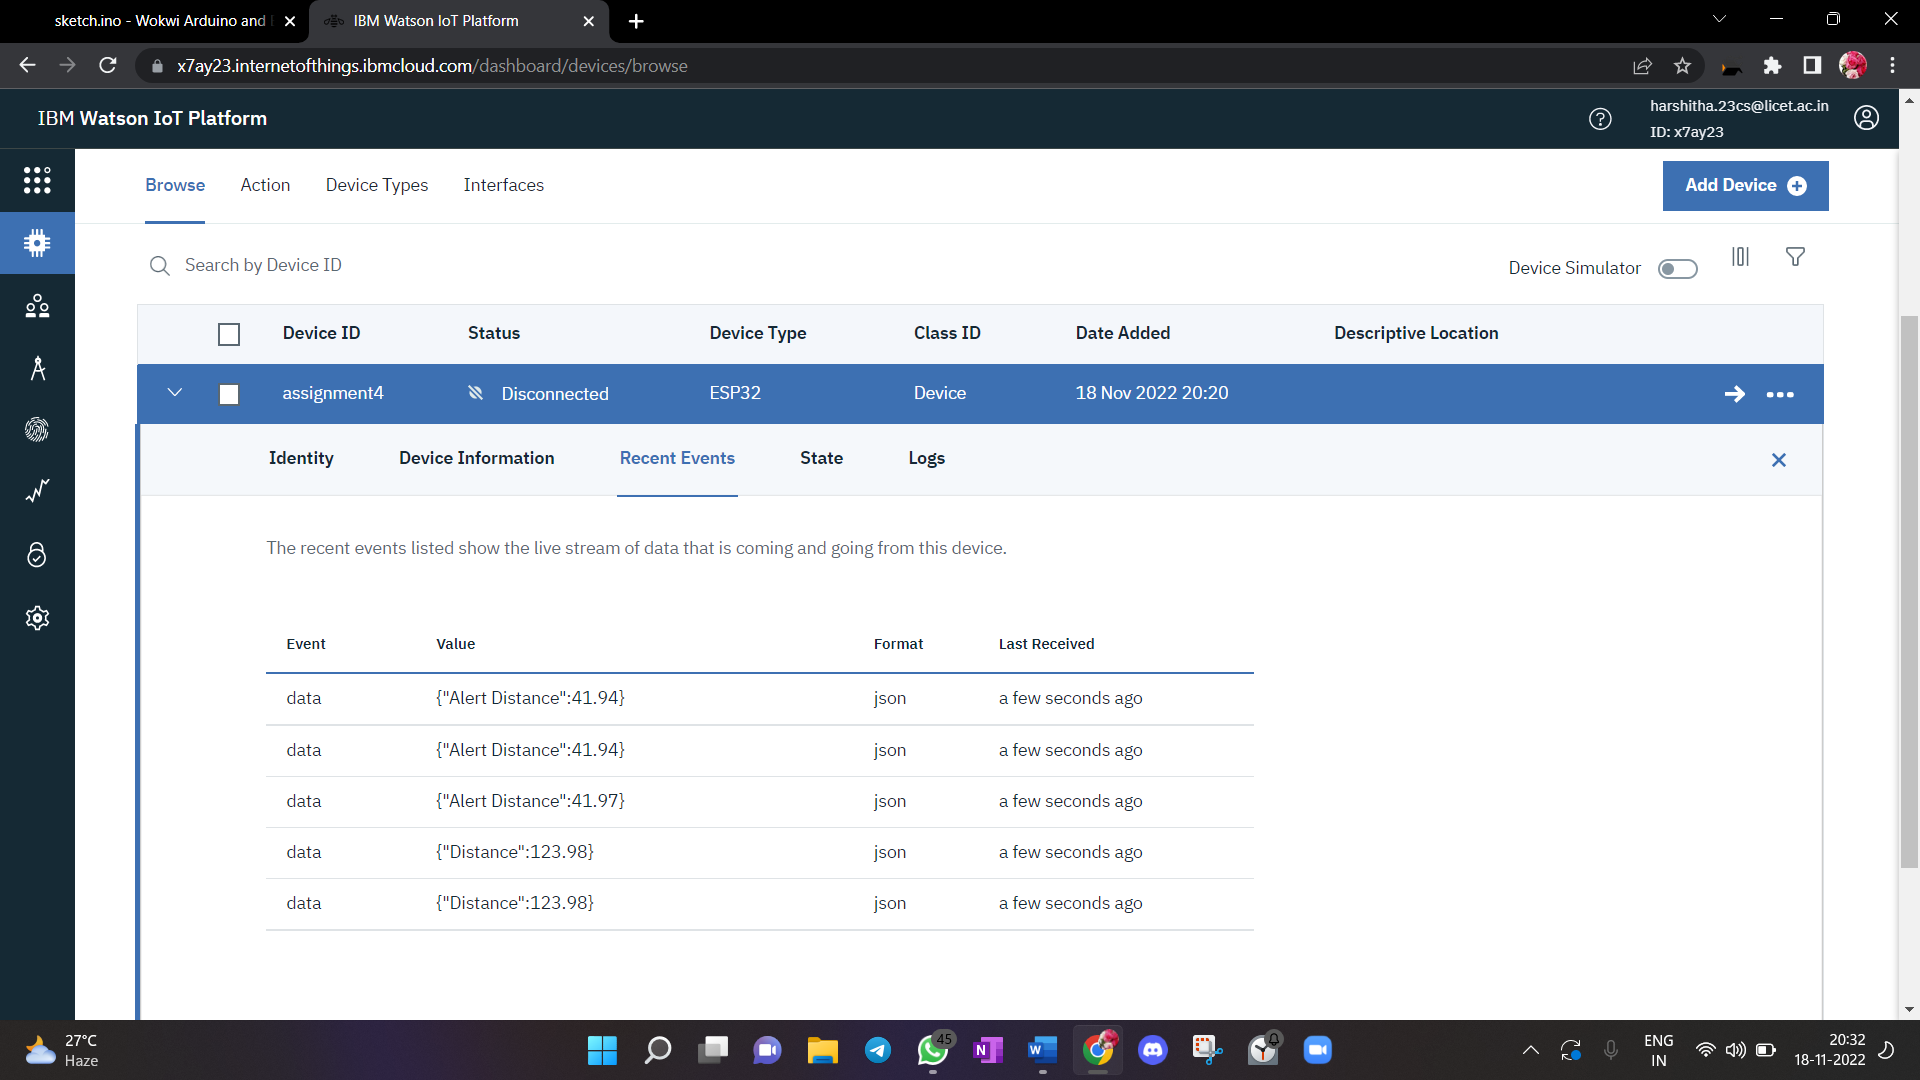 sketch.ino - Wokwi Arduino and
IBM Watson IoT Platform
x7ay23.internetofthings.ibmcloud.com/dashboard/devices/browse
IBM Watson IoT Platform
harshitha.23cs@licet.ac.in
ID: x7ay23
Browse Action Device Types Interfaces
Add Device
Search by Device ID
Device Simulator
Device ID Status Device Type Class ID Date Added Descriptive Location
assignment4 Disconnected ESP32 Device 18 Nov 2022 20:20
Identity Device Information Recent Events State Logs
The recent events listed show the live stream of data that is coming and going from this device.
Event Value Format Last Received
data {"Alert Distance":41.94} json a few seconds ago
data {"Alert Distance":41.94} json a few seconds ago
data {"Alert Distance":41.97} json a few seconds ago
data {"Distance":123.98} json a few seconds ago
data {"Distance":123.98} json a few seconds ago
27°C
Haze
45
N
W
ENG
IN
20:32
18-11-2022